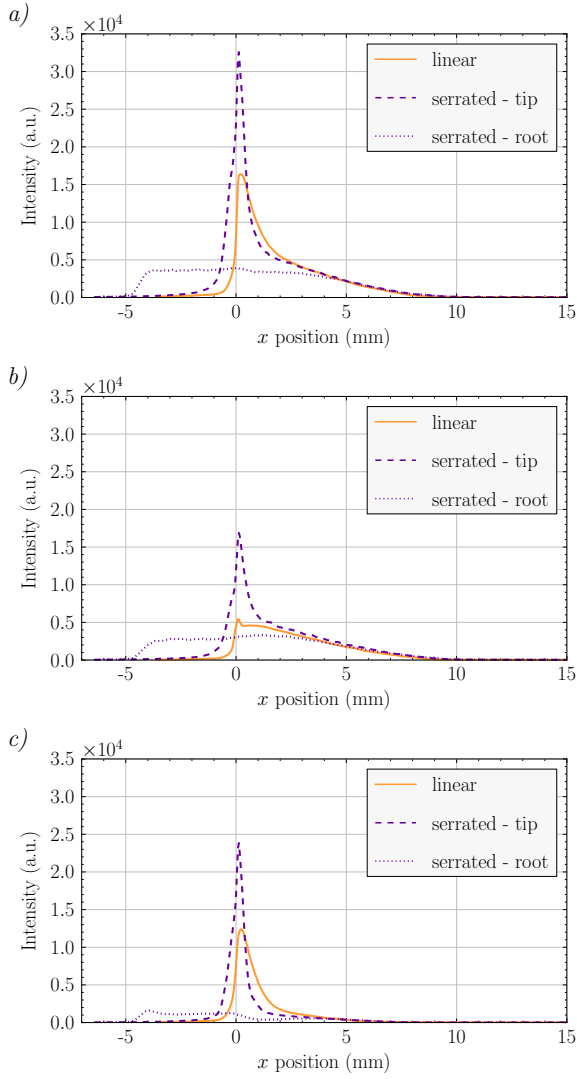 a)
×10⁴
3.5
3.0
2.5
2.0
1.5
1.0
0.5
0.0
Intensity (a.u.)
linear
serrated - tip
serrated - root
-5 0 5 10 15
x position (mm)
b)
×10⁴
3.5
3.0
2.5
2.0
1.5
1.0
0.5
0.0
Intensity (a.u.)
linear
serrated - tip
serrated - root
-5 0 5 10 15
x position (mm)
c)
×10⁴
3.5
3.0
2.5
2.0
1.5
1.0
0.5
0.0
Intensity (a.u.)
linear
serrated - tip
serrated - root
-5 0 5 10 15
x position (mm)